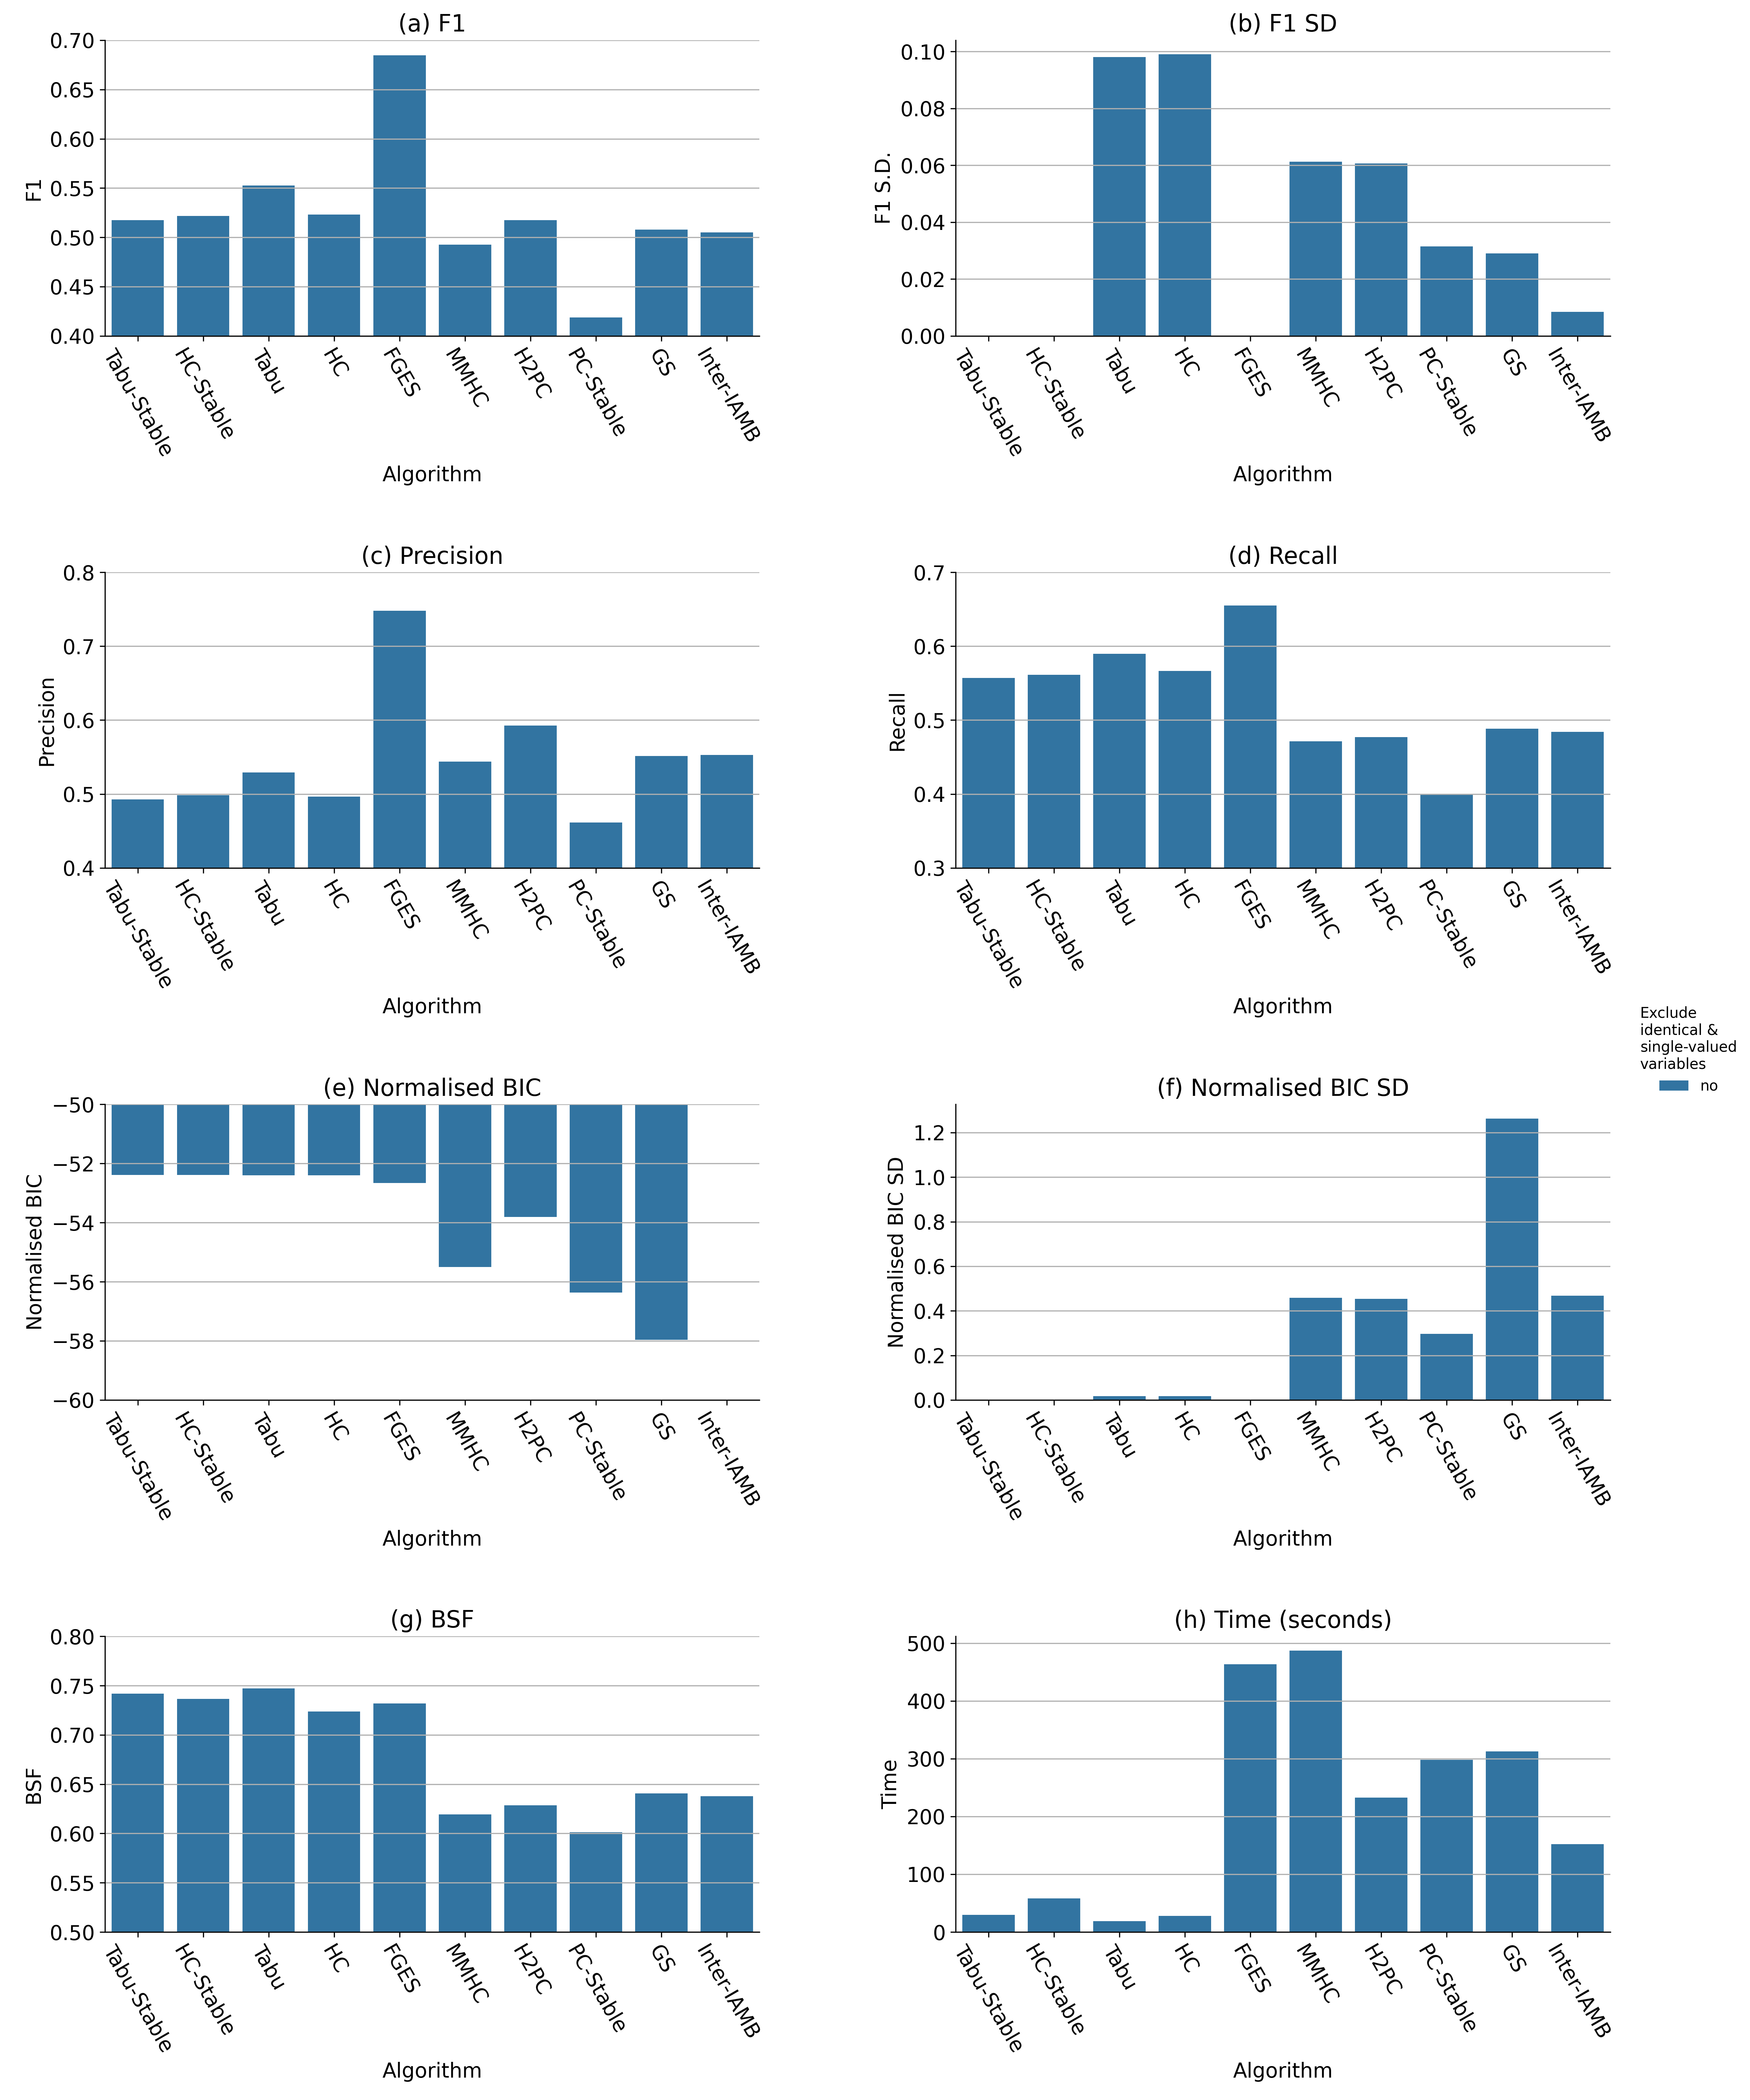 (a) F1
0.70
0.65
0.60
0.55
0.50
0.45
0.40
F1
Tabu-Stable
HC-Stable
Tabu
HC
FGES
MMHC
H2PC
PC-Stable
GS
Inter-IAMB
Algorithm
(b) F1 SD
0.10
0.08
0.06
0.04
0.02
0.00
F1 S.D.
Tabu-Stable
HC-Stable
Tabu
HC
FGES
MMHC
H2PC
PC-Stable
GS
Inter-IAMB
Algorithm
(c) Precision
0.8
0.7
0.6
0.5
0.4
Precision
Tabu-Stable
HC-Stable
Tabu
HC
FGES
MMHC
H2PC
PC-Stable
GS
Inter-IAMB
Algorithm
(d) Recall
0.7
0.6
0.5
0.4
0.3
Recall
Tabu-Stable
HC-Stable
Tabu
HC
FGES
MMHC
H2PC
PC-Stable
GS
Inter-IAMB
Algorithm
Exclude
identical &
single-valued
variables
no
(e) Normalised BIC
−50
−52
−54
−56
−58
−60
Normalised BIC
Tabu-Stable
HC-Stable
Tabu
HC
FGES
MMHC
H2PC
PC-Stable
GS
Inter-IAMB
Algorithm
(f) Normalised BIC SD
1.2
1.0
0.8
0.6
0.4
0.2
0.0
Normalised BIC SD
Tabu-Stable
HC-Stable
Tabu
HC
FGES
MMHC
H2PC
PC-Stable
GS
Inter-IAMB
Algorithm
(g) BSF
0.80
0.75
0.70
0.65
0.60
0.55
0.50
BSF
Tabu-Stable
HC-Stable
Tabu
HC
FGES
MMHC
H2PC
PC-Stable
GS
Inter-IAMB
Algorithm
(h) Time (seconds)
500
400
300
200
100
0
Time
Tabu-Stable
HC-Stable
Tabu
HC
FGES
MMHC
H2PC
PC-Stable
GS
Inter-IAMB
Algorithm